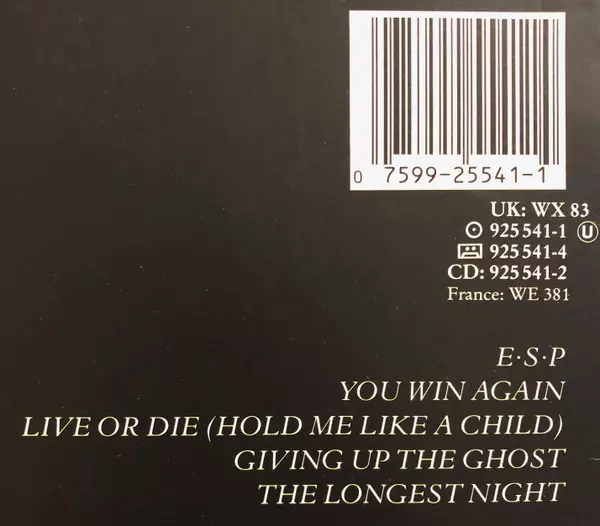 0 7599-25541-1
UK: WX 83
925 541-1 U
925 541-4
CD: 925 541-2
France: WE 381
E·S·P
YOU WIN AGAIN
LIVE OR DIE (HOLD ME LIKE A CHILD)
GIVING UP THE GHOST
THE LONGEST NIGHT